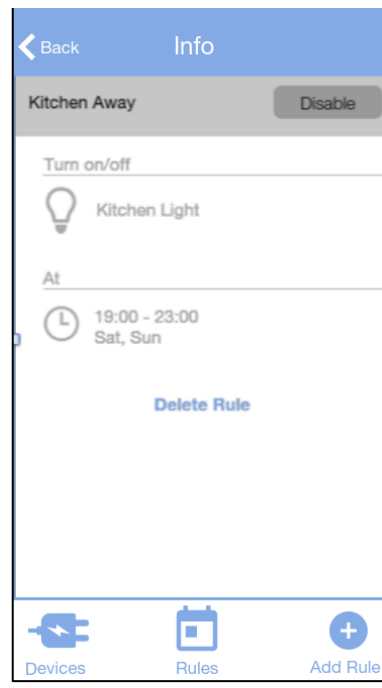 Back
Info
Kitchen Away
Disable
Turn on/off
Kitchen Light
At
19:00 - 23:00
Sat, Sun
Delete Rule
Devices
Rules
Add Rule